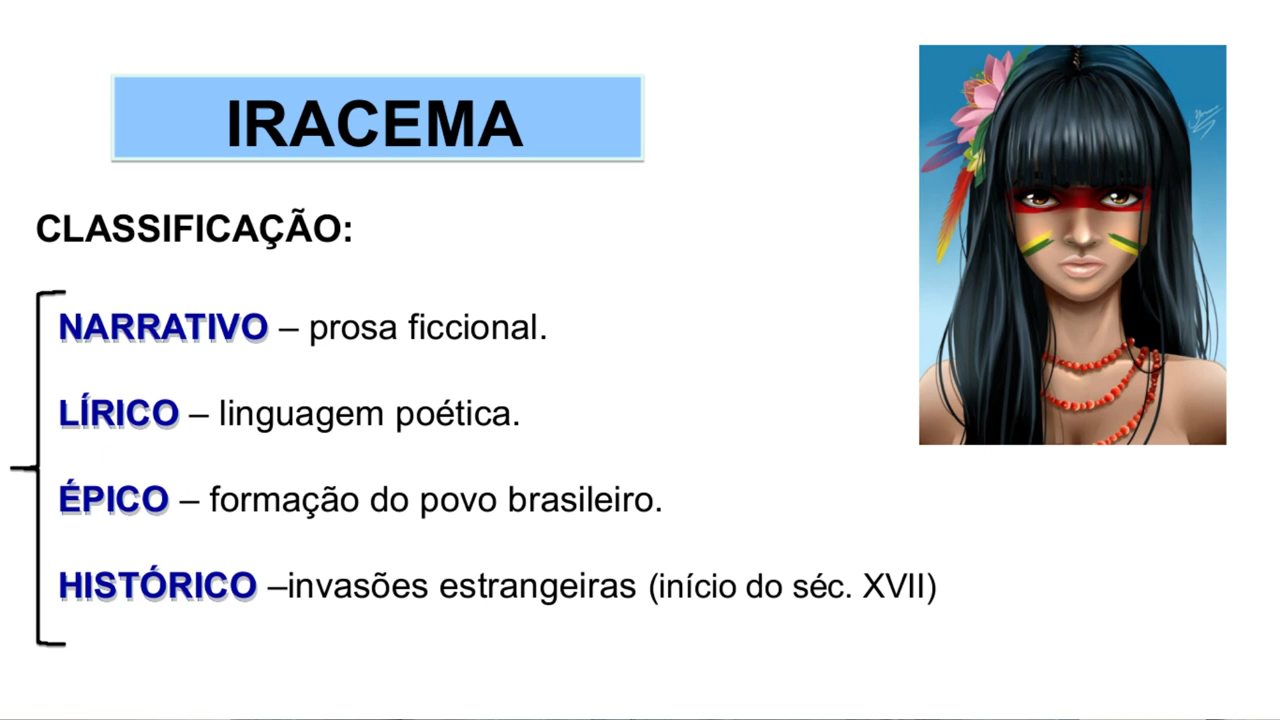 IRACEMA
CLASSIFICAÇÃO:
NARRATIVO – prosa ficcional.
LÍRICO – linguagem poética.
ÉPICO – formação do povo brasileiro.
HISTÓRICO –invasões estrangeiras (início do séc. XVII)